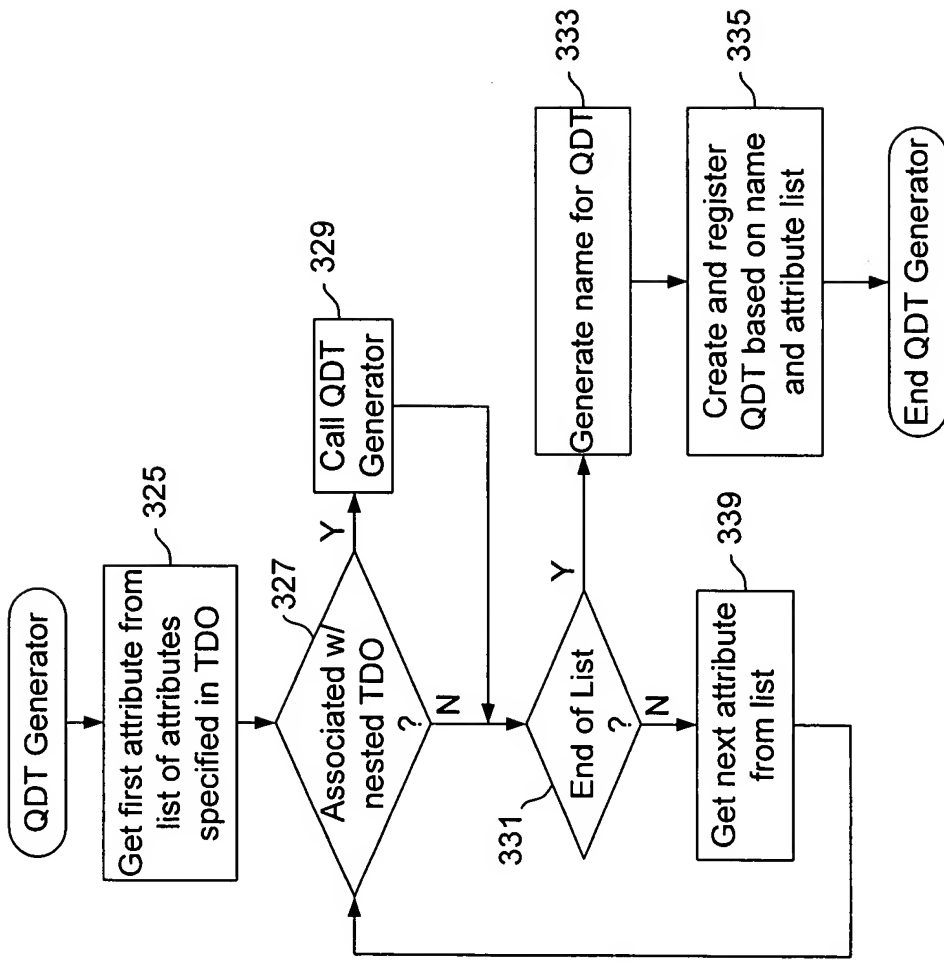 QDT Generator
325
Get first attribute from
list of attributes
specified in TDO
327
Associated w/
nested TDO
?
Y
329
Call QDT
Generator
N
331
End of List
?
Y
333
Generate name for QDT
N
339
Get next attribute
from list
335
Create and register
QDT based on name
and attribute list
End QDT Generator